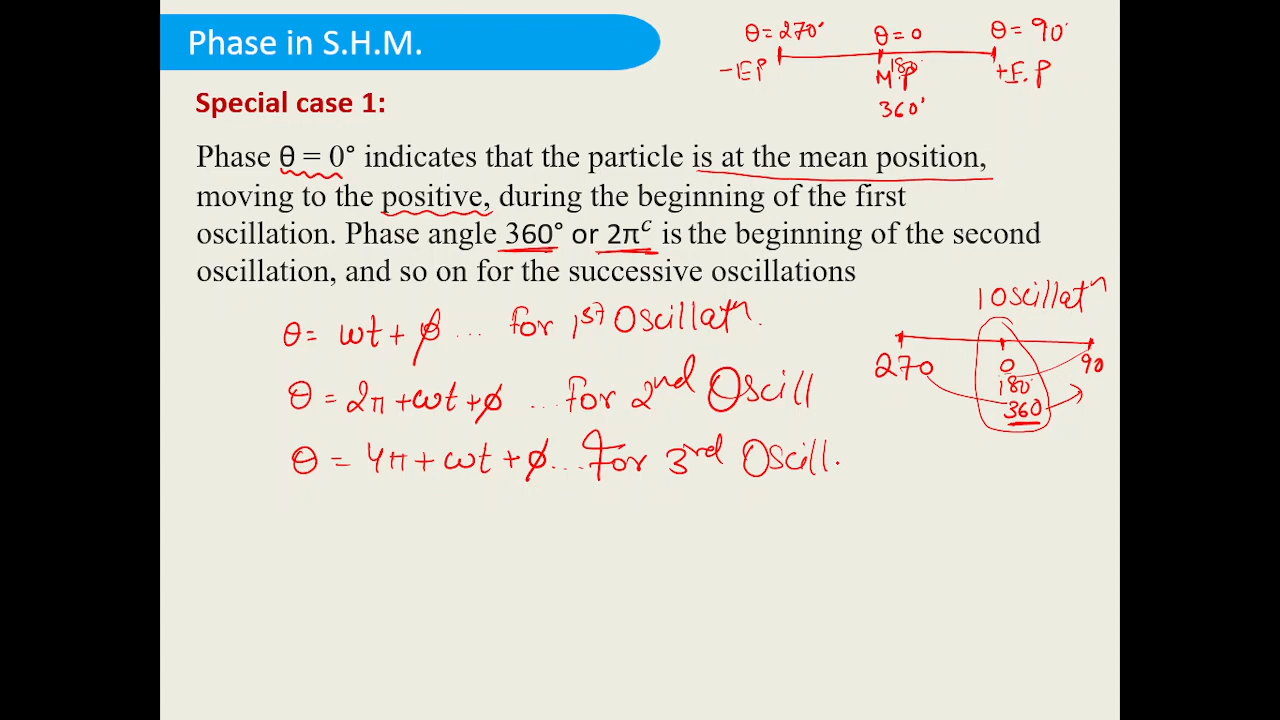 Phase in S.H.M.
θ = 270° θ = 0 θ = 90°
-EP M.P +E.P
180°
360°
Special case 1:
Phase θ = 0° indicates that the particle is at the mean position,
moving to the positive, during the beginning of the first
oscillation. Phase angle 360° or 2πᶜ is the beginning of the second
oscillation, and so on for the successive oscillations
1 Oscillatⁿ
θ = ωt + ϕ ... for 1st Oscillatⁿ.
270 0 90
180°
360
θ = 2π + ωt + ϕ ... for 2nd Oscill
θ = 4π + ωt + ϕ ... for 3rd Oscill.